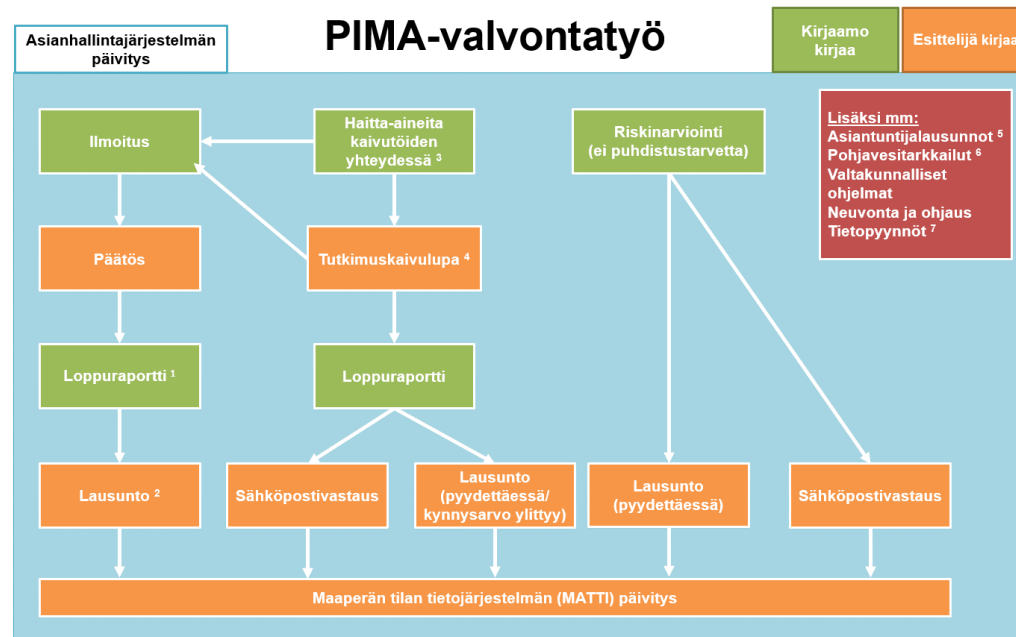 Asianhallintajärjestelmän
päivitys
PIMA-valvontatyö
Kirjaamo
kirjaa
Esittelijä kirjaa
Ilmoitus
Haitta-aineita
kaivutöiden
yhteydessä ³
Riskinarviointi
(ei puhdistustarvetta)
Lisäksi mm:
Asiantuntijalausunnot ⁵
Pohjavesitarkkailut ⁶
Valtakunnalliset
ohjelmat
Neuvonta ja ohjaus
Tietopyynnöt ⁷
Päätös
Tutkimuskaivulupa ⁴
Loppuraportti ¹
Loppuraportti
Lausunto ²
Sähköpostivastaus
Lausunto
(pyydettäessä/
kynnysarvo ylittyy)
Lausunto
(pyydettäessä)
Sähköpostivastaus
Maaperän tilan tietojärjestelmän (MATTI) päivitys